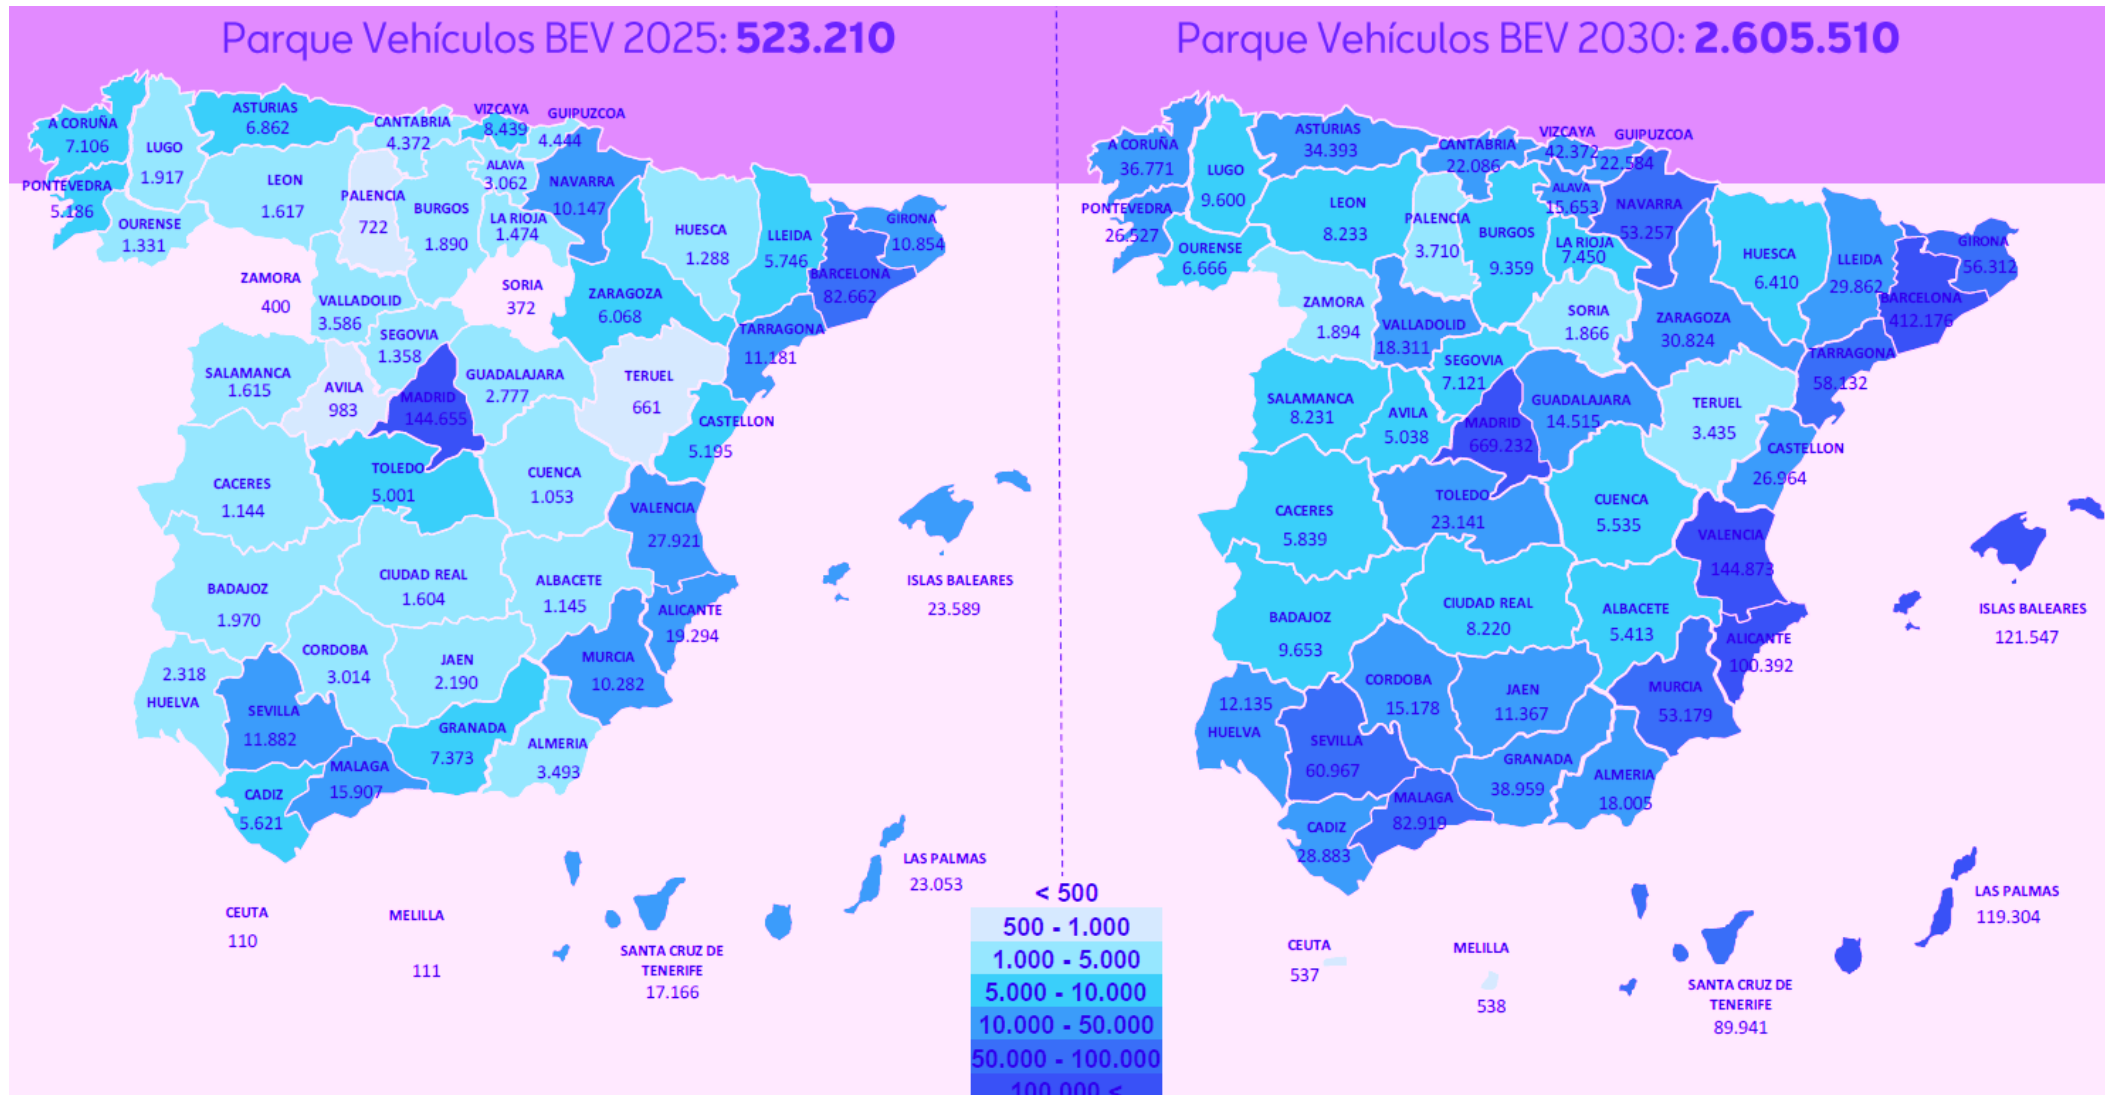 Parque Vehículos BEV 2025: 523.210
A CORUÑA
7.106
LUGO
1.917
ASTURIAS
6.862
CANTABRIA
4.372
VIZCAYA
8.439
GUIPUZCOA
4.444
PONTEVEDRA
5.186
OURENSE
1.331
LEON
1.617
PALENCIA
722
BURGOS
1.890
ALAVA
3.062
NAVARRA
10.147
LA RIOJA
1.474
HUESCA
1.288
LLEIDA
5.746
GIRONA
10.854
BARCELONA
82.662
ZAMORA
400
VALLADOLID
3.586
SORIA
372
ZARAGOZA
6.068
TARRAGONA
11.181
SEGOVIA
1.358
SALAMANCA
1.615
AVILA
983
MADRID
144.655
GUADALAJARA
2.777
TERUEL
661
CASTELLON
5.195
CACERES
1.144
TOLEDO
5.001
CUENCA
1.053
VALENCIA
27.921
ISLAS BALEARES
23.589
BADAJOZ
1.970
CIUDAD REAL
1.604
ALBACETE
1.145
ALICANTE
19.294
2.318
HUELVA
CORDOBA
3.014
JAEN
2.190
MURCIA
10.282
SEVILLA
11.882
GRANADA
7.373
ALMERIA
3.493
MALAGA
15.907
CADIZ
5.621
CEUTA
110
MELILLA
111
SANTA CRUZ DE
TENERIFE
17.166
LAS PALMAS
23.053
Parque Vehículos BEV 2030: 2.605.510
A CORUÑA
36.771
LUGO
9.600
ASTURIAS
34.393
CANTABRIA
22.086
VIZCAYA
42.372
GUIPUZCOA
22.584
PONTEVEDRA
26.527
OURENSE
6.666
LEON
8.233
PALENCIA
3.710
BURGOS
9.359
ALAVA
15.653
NAVARRA
53.257
LA RIOJA
7.450
HUESCA
6.410
LLEIDA
29.862
GIRONA
56.312
BARCELONA
412.176
ZAMORA
1.894
VALLADOLID
18.311
SORIA
1.866
ZARAGOZA
30.824
TARRAGONA
58.132
SEGOVIA
7.121
SALAMANCA
8.231
AVILA
5.038
MADRID
669.232
GUADALAJARA
14.515
TERUEL
3.435
CASTELLON
26.964
CACERES
5.839
TOLEDO
23.141
CUENCA
5.535
VALENCIA
144.873
ISLAS BALEARES
121.547
BADAJOZ
9.653
CIUDAD REAL
8.220
ALBACETE
5.413
ALICANTE
100.392
12.135
HUELVA
CORDOBA
15.178
JAEN
11.367
MURCIA
53.179
SEVILLA
60.967
GRANADA
38.959
ALMERIA
18.005
MALAGA
82.919
CADIZ
28.883
CEUTA
537
MELILLA
538
SANTA CRUZ DE
TENERIFE
89.941
LAS PALMAS
119.304
< 500
500 - 1.000
1.000 - 5.000
5.000 - 10.000
10.000 - 50.000
50.000 - 100.000
100.000 <